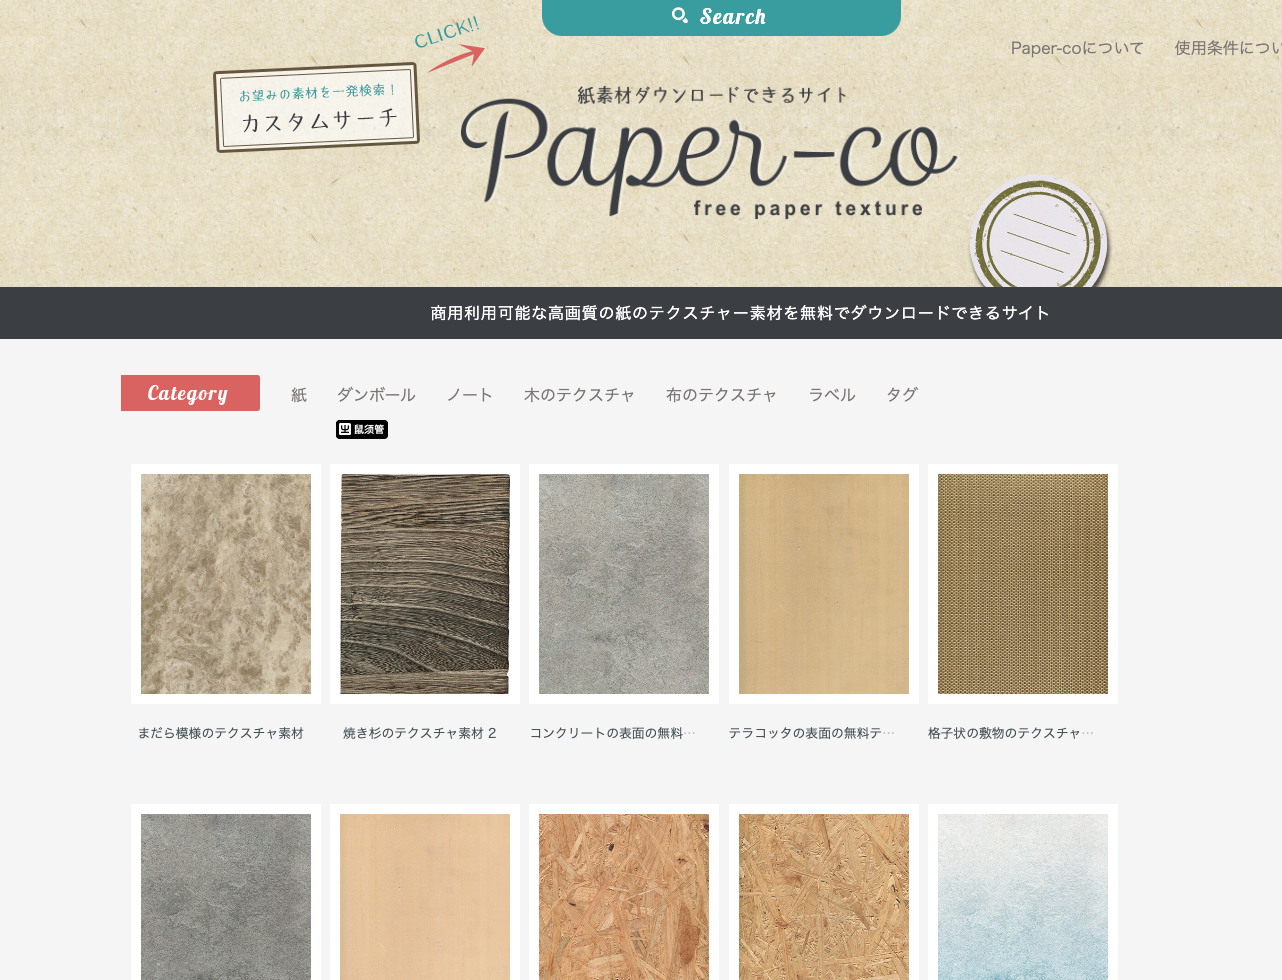 Search
CLICK!!
Paper-coについて
使用条件につい
お望みの素材を一発検索！
カスタムサーチ
紙素材ダウンロードできるサイト
Paper-co
free paper texture
商用利用可能な高画質の紙のテクスチャー素材を無料でダウンロードできるサイト
Category
紙
ダンボール
ノート
木のテクスチャ
布のテクスチャ
ラベル
タグ
鼠须管
まだら模様のテクスチャ素材
焼き杉のテクスチャ素材 2
コンクリートの表面の無料…
テラコッタの表面の無料テ…
格子状の敷物のテクスチャ…